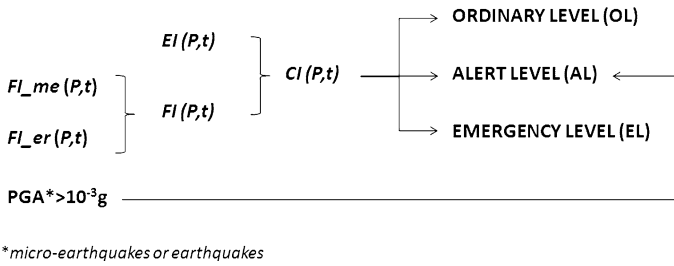 ORDINARY LEVEL (OL)
EI (P,t)
CI (P,t)
ALERT LEVEL (AL)
FI_me (P,t)
FI (P,t)
FI_er (P,t)
EMERGENCY LEVEL (EL)
PGA*>10⁻³g
*micro-earthquakes or earthquakes